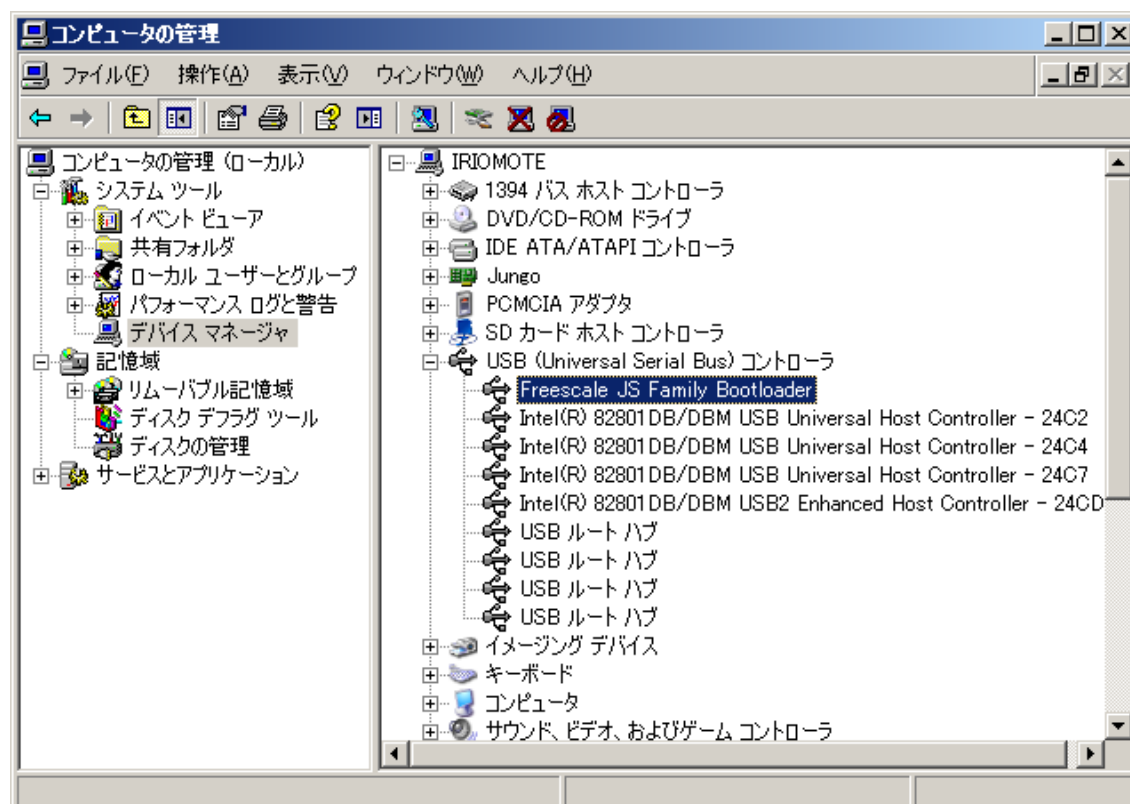 コンピュータの管理
ファイル(F) 操作(A) 表示(V) ウィンドウ(W) ヘルプ(H)
コンピュータの管理 (ローカル)
システム ツール
イベント ビューア
共有フォルダ
ローカル ユーザーとグループ
パフォーマンス ログと警告
デバイス マネージャ
記憶域
リムーバブル記憶域
ディスク デフラグ ツール
ディスクの管理
サービスとアプリケーション
IRIOMOTE
1394 バス ホスト コントローラ
DVD/CD-ROM ドライブ
IDE ATA/ATAPI コントローラ
Jungo
PCMCIA アダプタ
SD カード ホスト コントローラ
USB (Universal Serial Bus) コントローラ
Freescale JS Family Bootloader
Intel(R) 82801DB/DBM USB Universal Host Controller - 24C2
Intel(R) 82801DB/DBM USB Universal Host Controller - 24C4
Intel(R) 82801DB/DBM USB Universal Host Controller - 24C7
Intel(R) 82801DB/DBM USB2 Enhanced Host Controller - 24CD
USB ルート ハブ
USB ルート ハブ
USB ルート ハブ
USB ルート ハブ
イメージング デバイス
キーボード
コンピュータ
サウンド、ビデオ、およびゲーム コントローラ